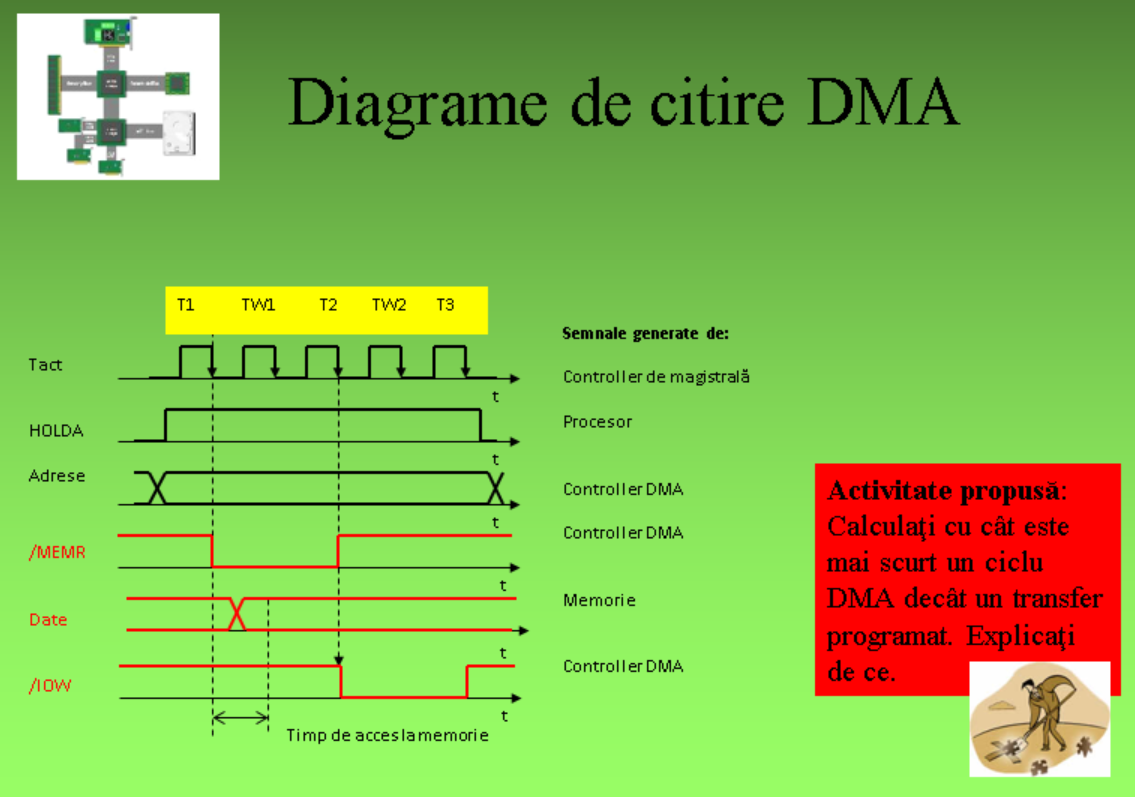 Diagrame de citire DMA
T1 TW1 T2 TW2 T3
Semnale generate de:
Tact
Controller de magistrală
t
Procesor
HOLDA
t
Adrese
Controller DMA
t
Controller DMA
/MEMR
t
Memorie
Date
t
Controller DMA
/IOW
t
Timp de acces la memorie
Activitate propusă:
Calculaţi cu cât este
mai scurt un ciclu
DMA decât un transfer
programat. Explicaţi
de ce.